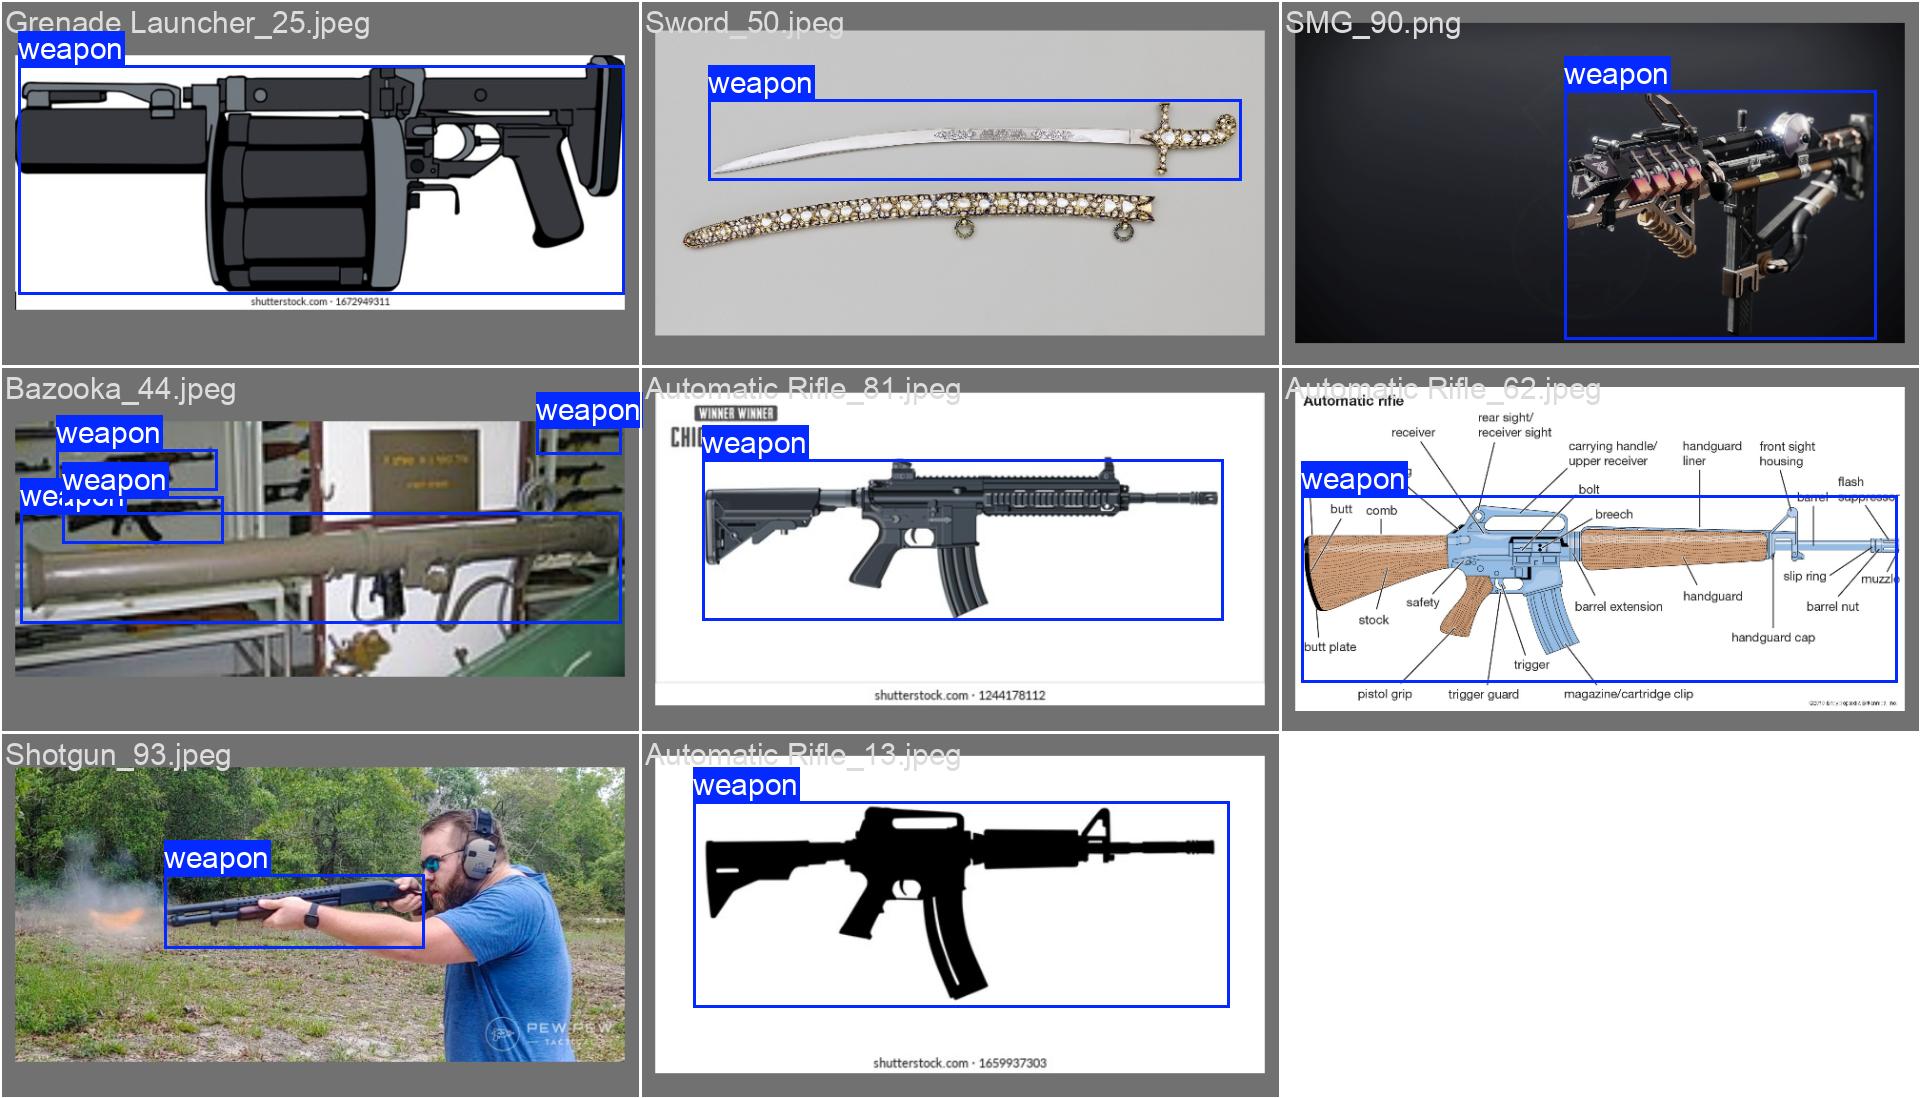 Grenade Launcher_25.jpeg
weapon
shutterstock.com · 1672949311
Sword_50.jpeg
weapon
SMG_90.png
weapon
Bazooka_44.jpeg
weapon
weapon
weapon
weapon
Automatic Rifle_81.jpeg
WINNER WINNER
CHI
weapon
shutterstock.com · 1244178112
Automatic Rifle_62.jpeg
Automatic rifle
rear sight/
receiver sight
receiver
carrying handle/
upper receiver
handguard
liner
front sight
housing
weapon
g
bolt
barrel
flash
suppressor
butt
comb
breech
slip ring
muzzle
safety
barrel extension
handguard
barrel nut
stock
handguard cap
butt plate
trigger
pistol grip
trigger guard
magazine/cartridge clip
Shotgun_93.jpeg
weapon
PEW PEW
TACTICAL
Automatic Rifle_13.jpeg
weapon
shutterstock.com · 1659937303